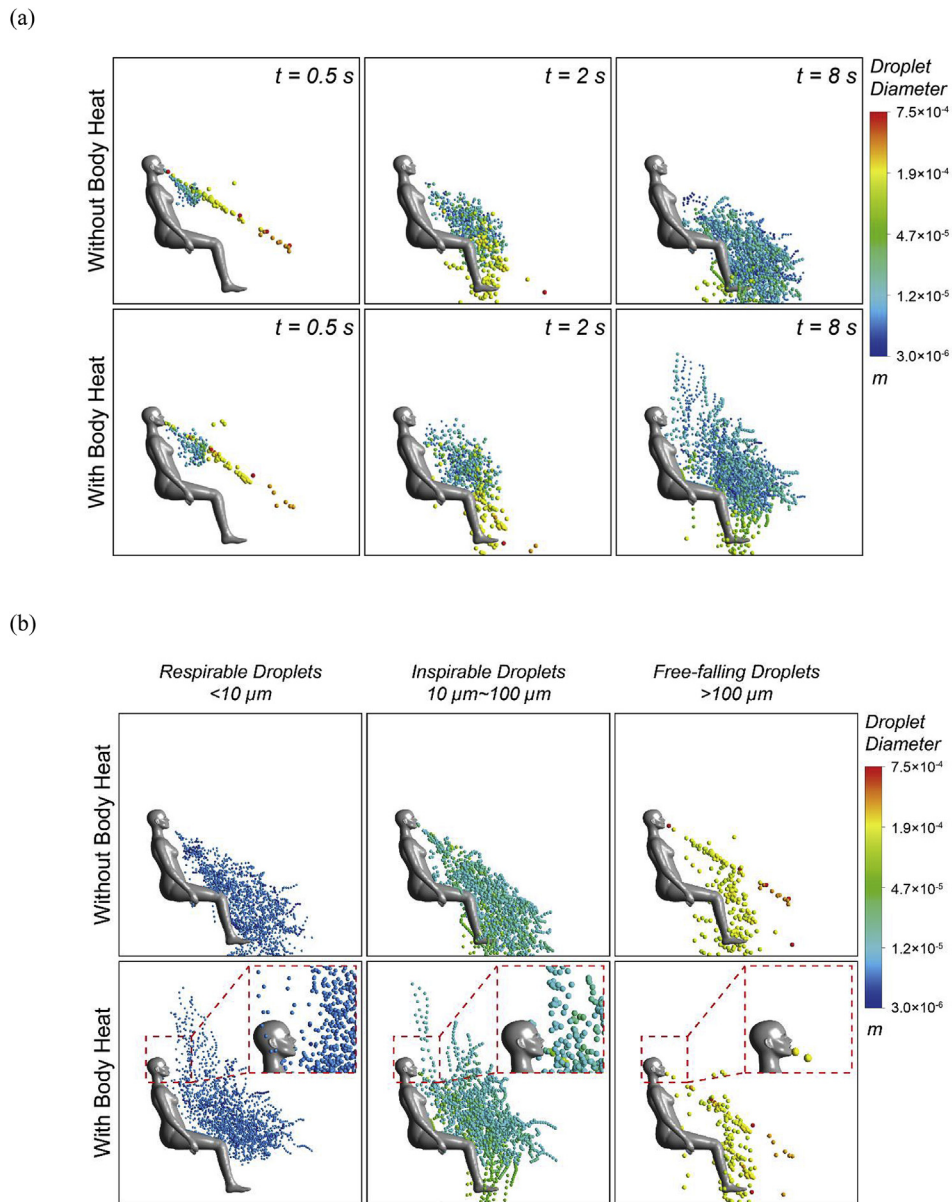 (a)
t = 0.5 s
t = 2 s
t = 8 s
Droplet
Diameter
Without Body Heat
7.5×10⁻⁴
1.9×10⁻⁴
4.7×10⁻⁵
1.2×10⁻⁵
3.0×10⁻⁶
m
With Body Heat
t = 0.5 s
t = 2 s
t = 8 s
(b)
Respirable Droplets
<10 μm
Inspirable Droplets
10 μm~100 μm
Free-falling Droplets
>100 μm
Droplet
Diameter
Without Body Heat
7.5×10⁻⁴
1.9×10⁻⁴
4.7×10⁻⁵
1.2×10⁻⁵
3.0×10⁻⁶
m
With Body Heat